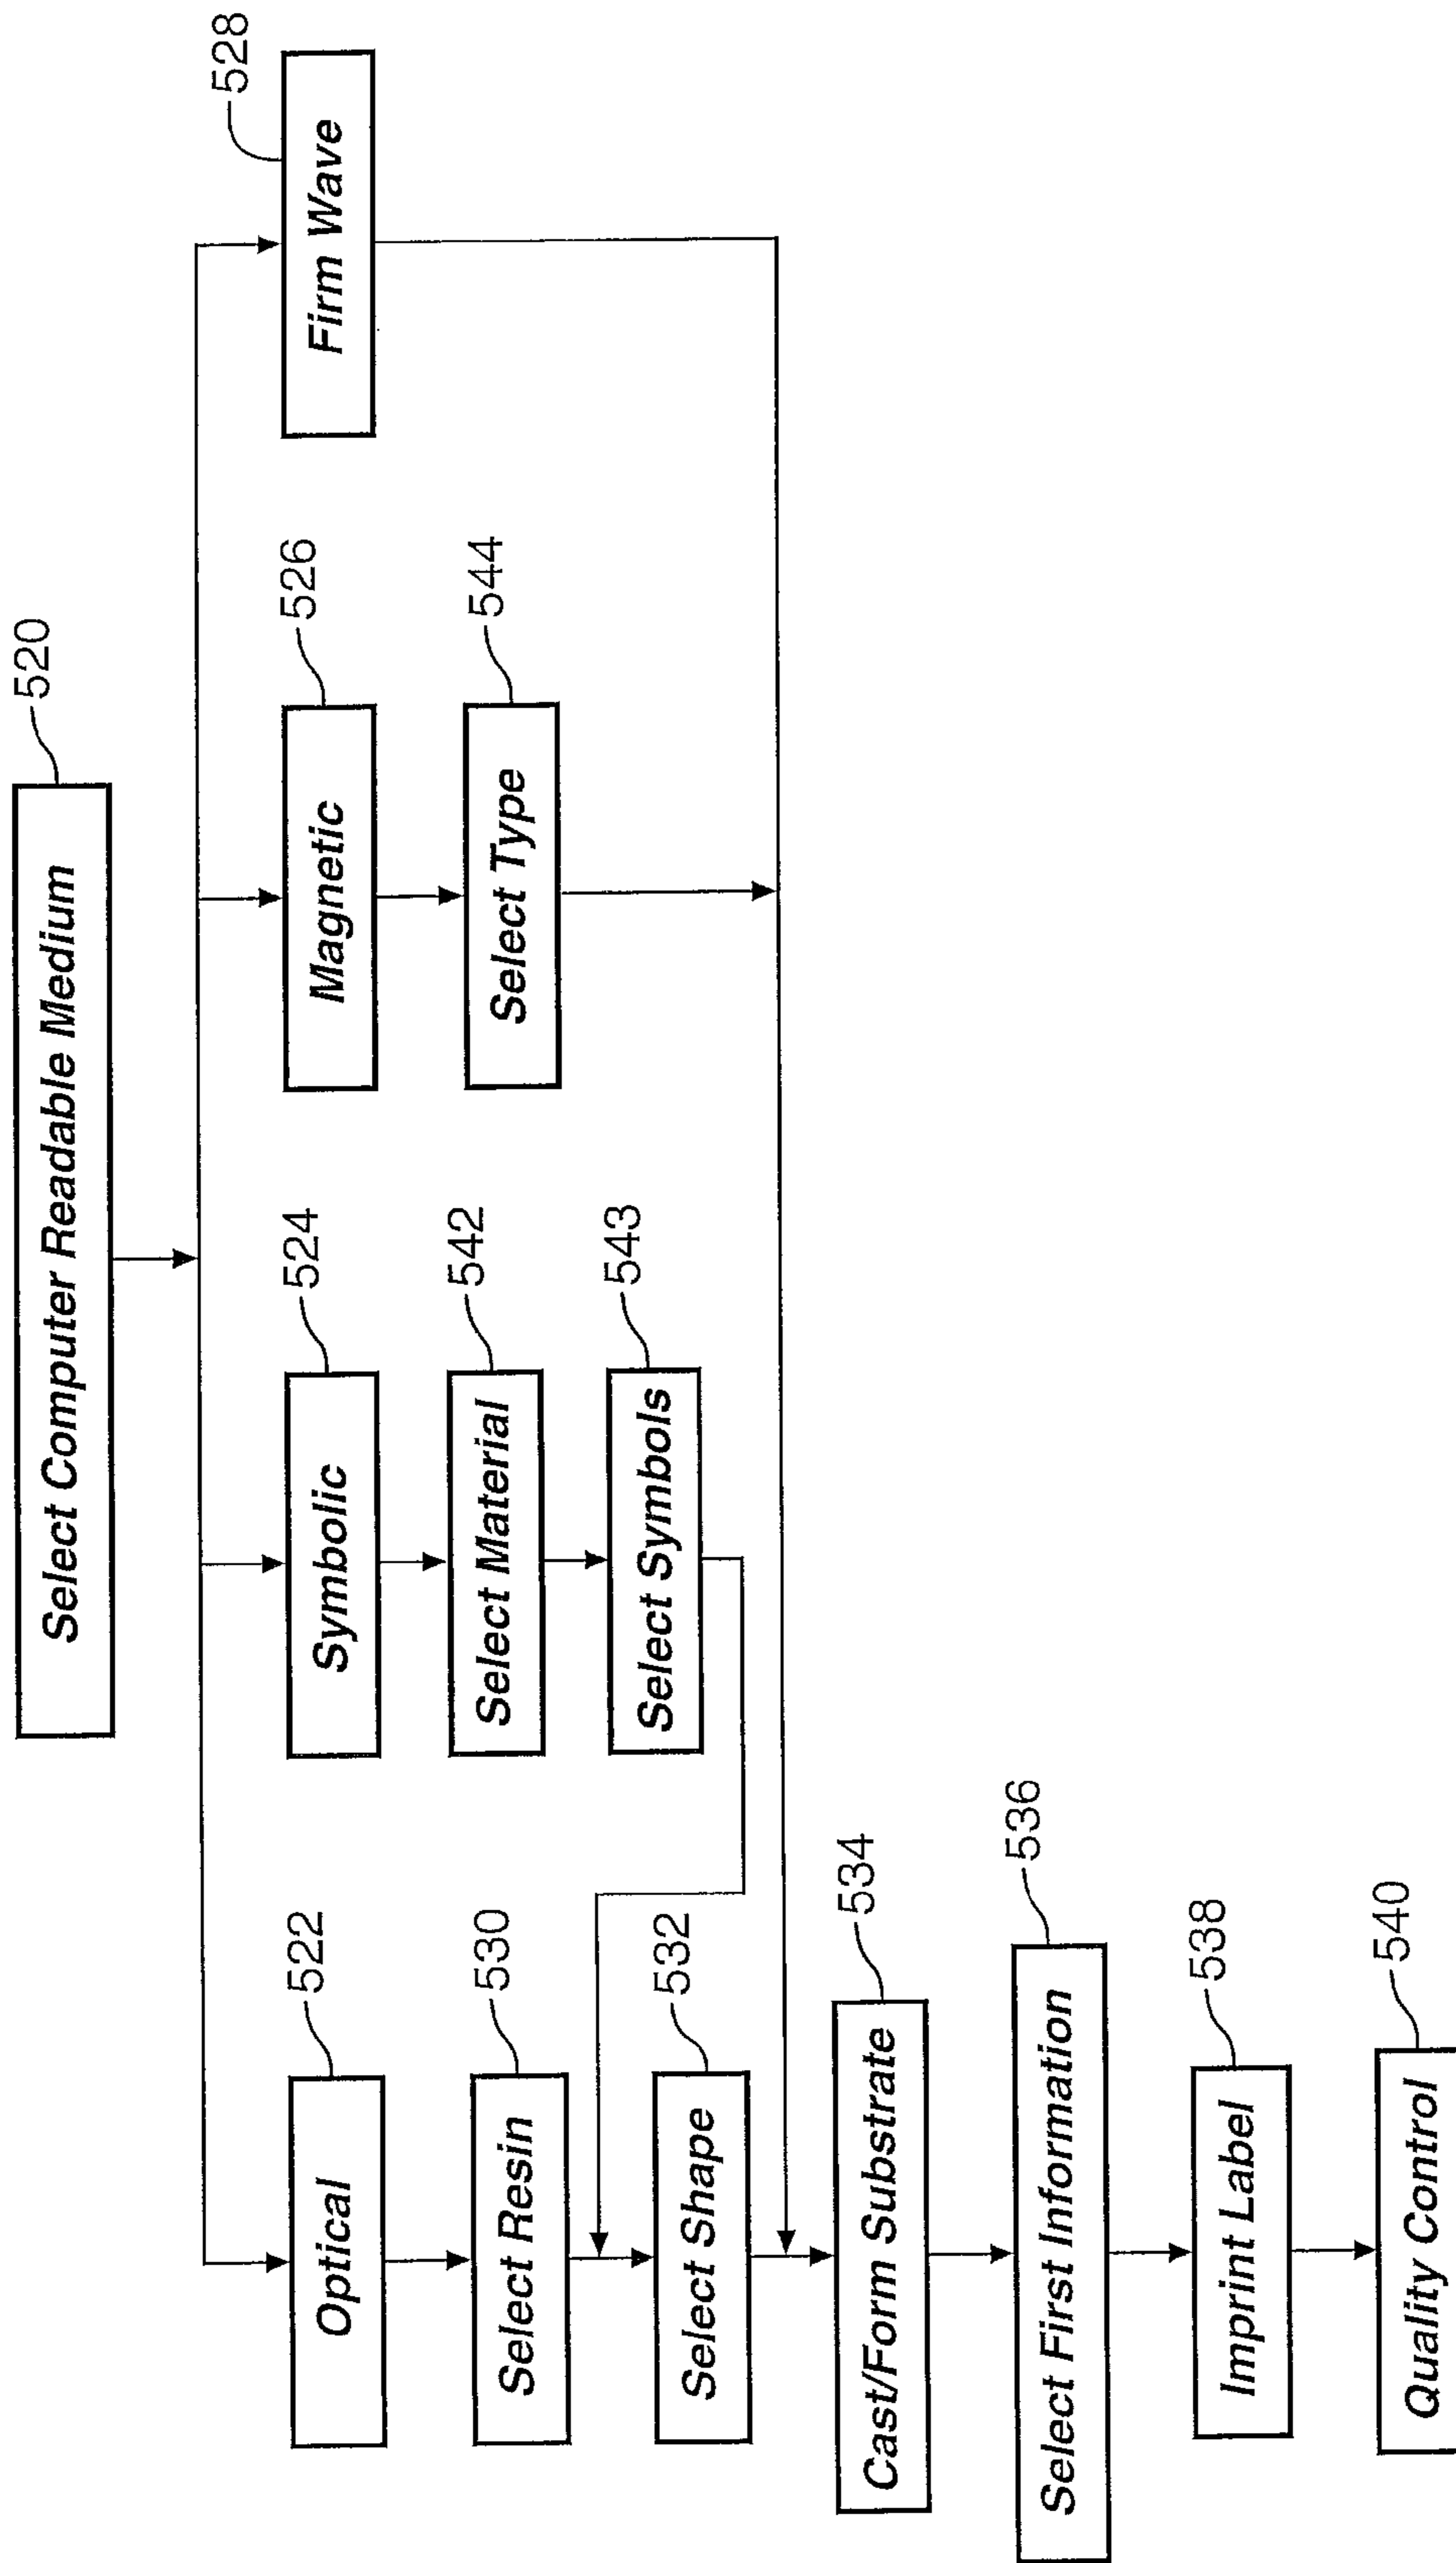 Select Computer Readable Medium
520
Optical
522
Symbolic
524
Magnetic
526
Firm Wave
528
Select Resin
530
Select Material
542
Select Type
544
Select Symbols
543
Select Shape
532
Cast/Form Substrate
534
Select First Information
536
Imprint Label
538
Quality Control
540